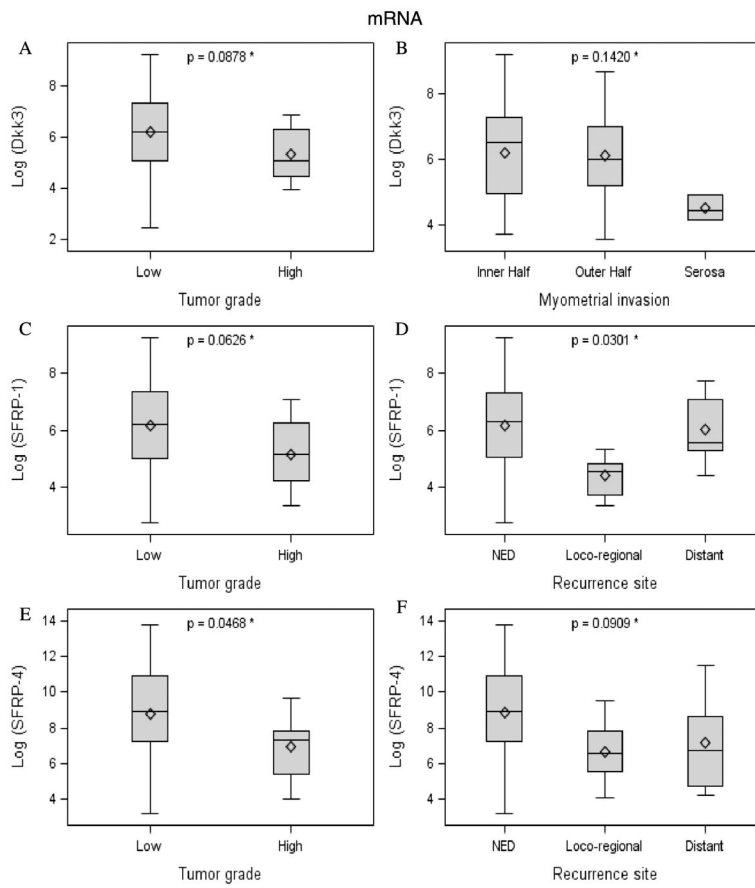 mRNA
A
p = 0.0878 *
Log (Dkk3)
8
6
4
2
Low
High
Tumor grade
B
p = 0.1420 *
Log (Dkk3)
8
6
4
Inner Half
Outer Half
Serosa
Myometrial invasion
C
p = 0.0626 *
Log (SFRP-1)
8
6
4
Low
High
Tumor grade
D
p = 0.0301 *
Log (SFRP-1)
8
6
4
NED
Loco-regional
Distant
Recurrence site
E
p = 0.0468 *
Log (SFRP-4)
14
12
10
8
6
4
Low
High
Tumor grade
F
p = 0.0909 *
Log (SFRP-4)
14
12
10
8
6
4
NED
Loco-regional
Distant
Recurrence site